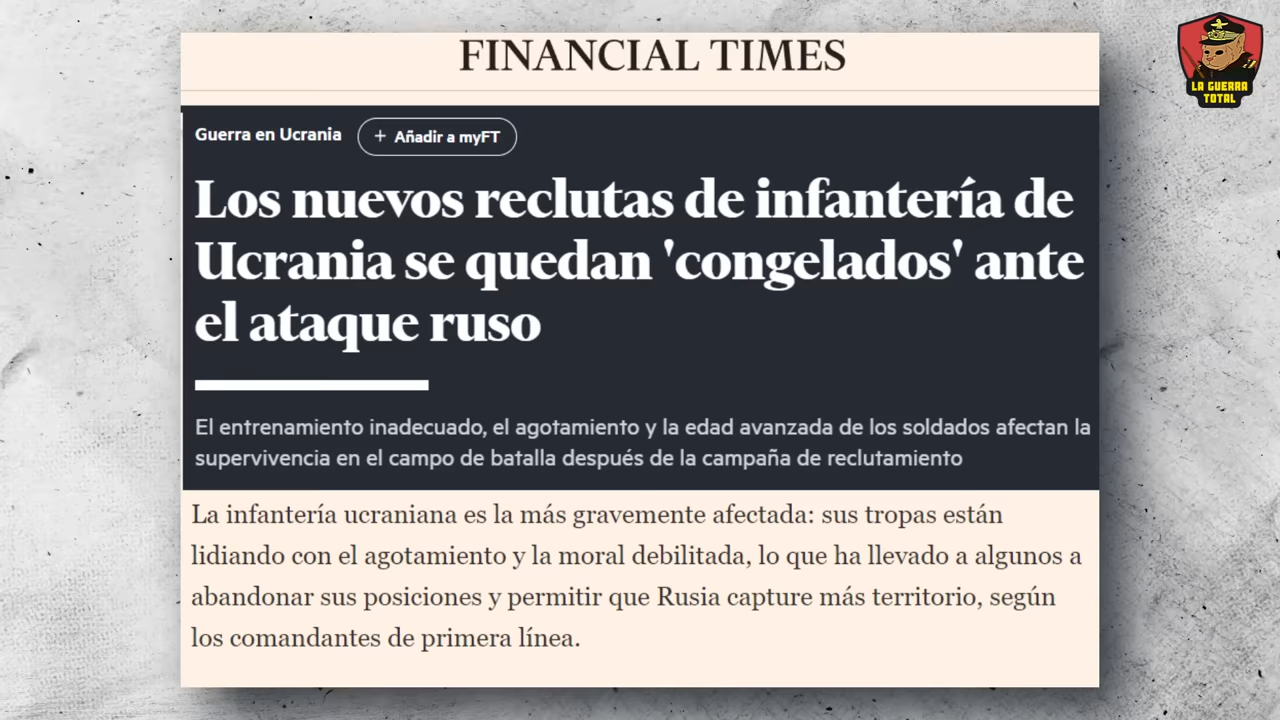 FINANCIAL TIMES
LA GUERRA
TOTAL
Guerra en Ucrania
+ Añadir a myFT
Los nuevos reclutas de infantería de
Ucrania se quedan 'congelados' ante
el ataque ruso
El entrenamiento inadecuado, el agotamiento y la edad avanzada de los soldados afectan la
supervivencia en el campo de batalla después de la campaña de reclutamiento
La infantería ucraniana es la más gravemente afectada: sus tropas están
lidiando con el agotamiento y la moral debilitada, lo que ha llevado a algunos a
abandonar sus posiciones y permitir que Rusia capture más territorio, según
los comandantes de primera línea.